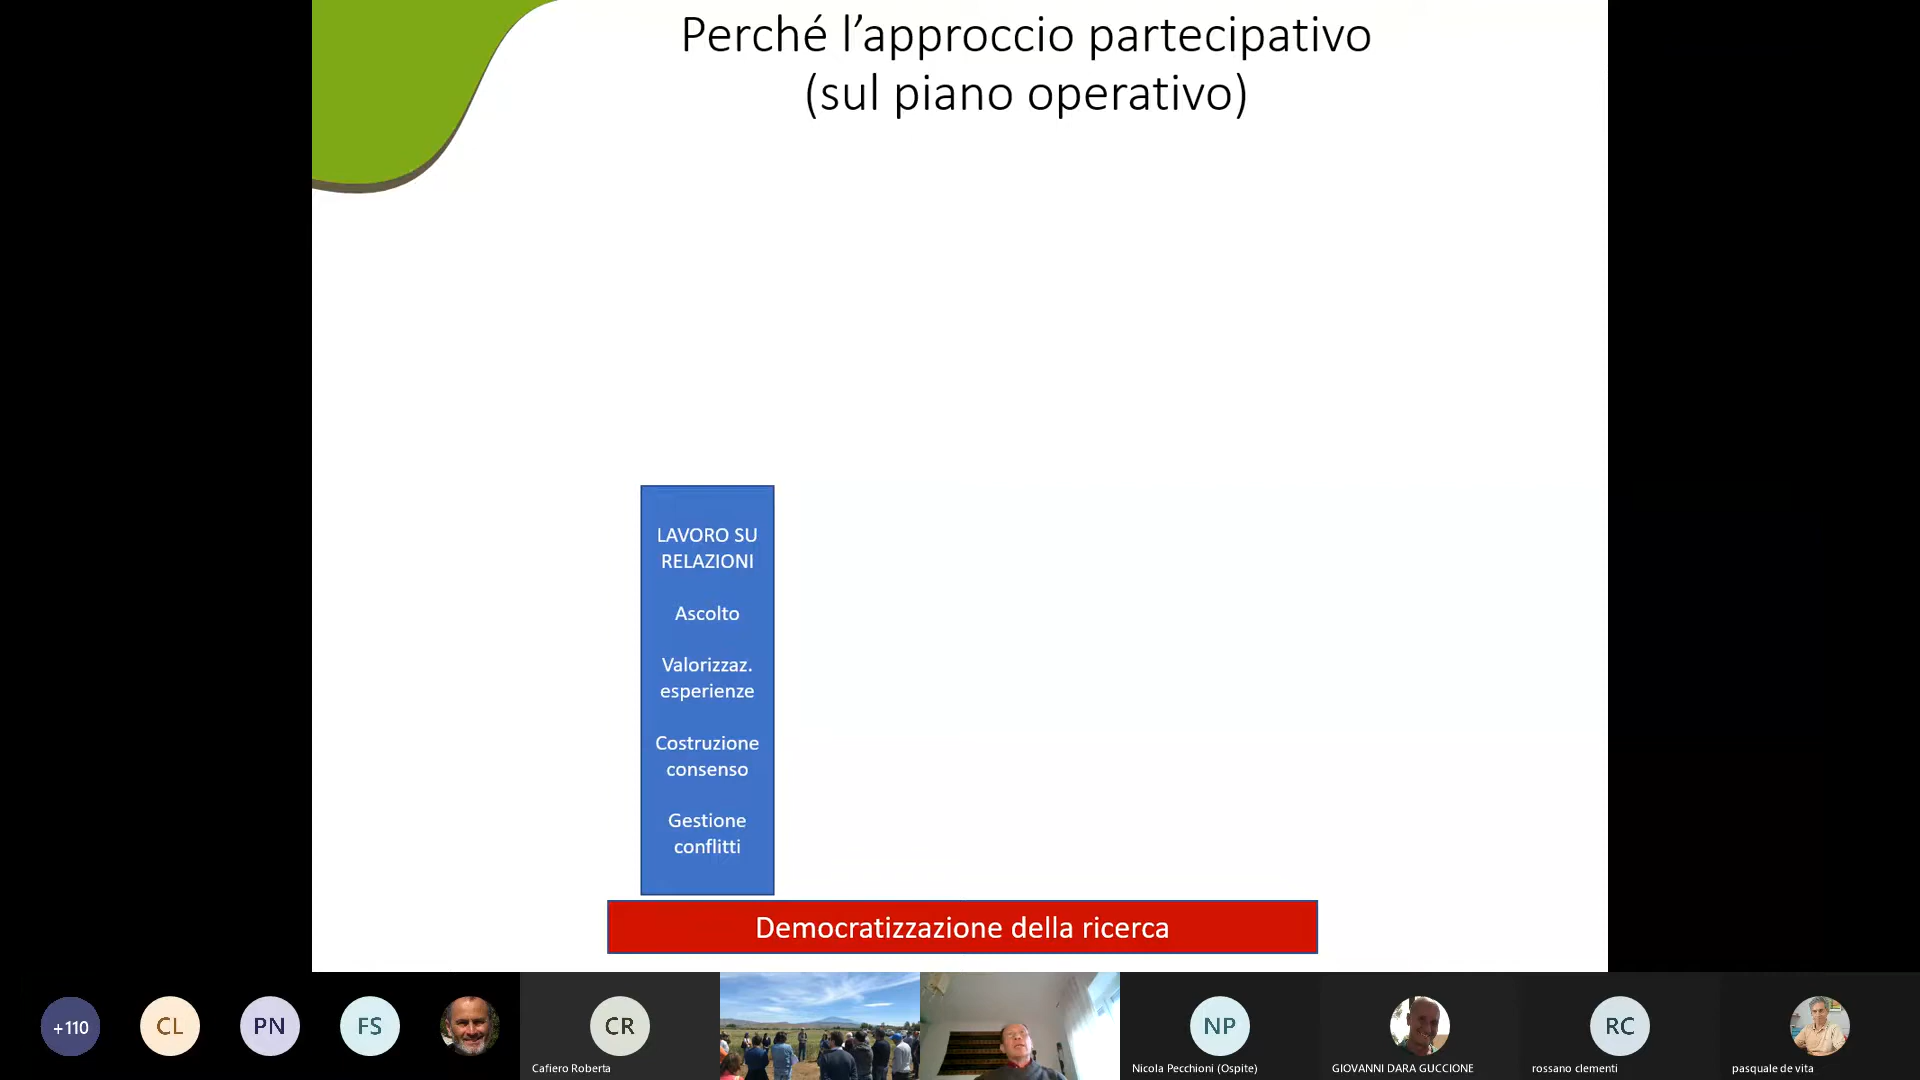 Perché l’approccio partecipativo
(sul piano operativo)
LAVORO SU
RELAZIONI
Ascolto
Valorizzaz.
esperienze
Costruzione
consenso
Gestione
conflitti
Democratizzazione della ricerca
+110
CL
PN
FS
CR
Cafiero Roberta
NP
Nicola Pecchioni (Ospite)
GIOVANNI DARA GUCCIONE
RC
rossano clementi
pasquale de vita